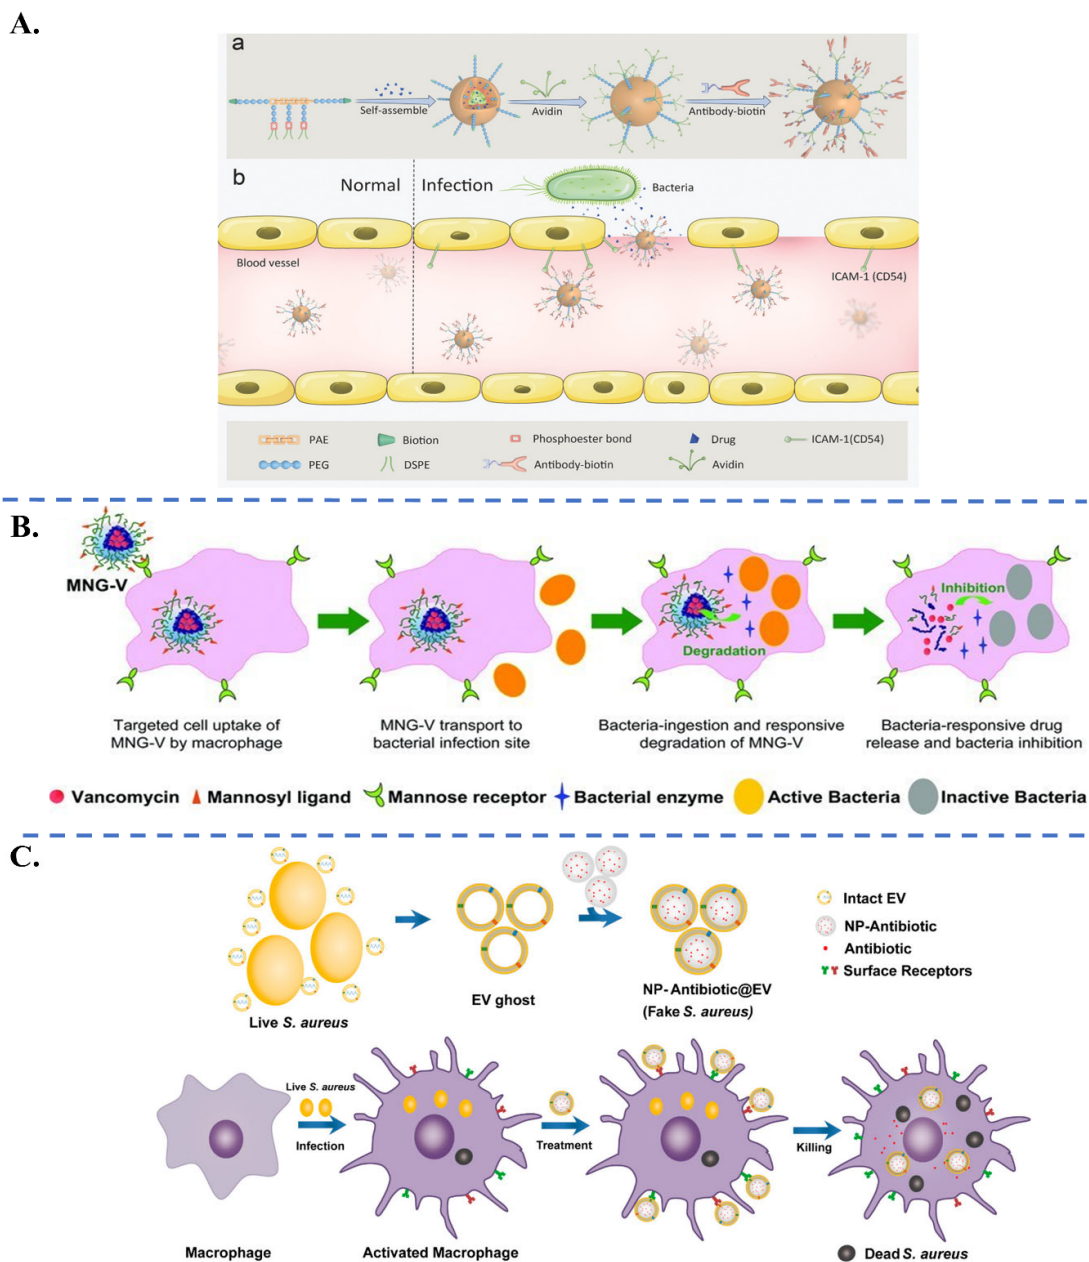 A.
a
Self-assemble
Avidin
Antibody-biotin
b
Normal
Infection
Bacteria
Blood vessel
ICAM-1 (CD54)
PAE
Biotion
Phosphoester bond
Drug
ICAM-1(CD54)
PEG
DSPE
Antibody-biotin
Avidin
B.
MNG-V
Degradation
Inhibition
Targeted cell uptake of
MNG-V by macrophage
MNG-V transport to
bacterial infection site
Bacteria-ingestion and responsive
degradation of MNG-V
Bacteria-responsive drug
release and bacteria inhibition
Vancomycin
Mannosyl ligand
Mannose receptor
Bacterial enzyme
Active Bacteria
Inactive Bacteria
C.
Live S. aureus
EV ghost
NP-Antibiotic@EV
(Fake S. aureus)
Intact EV
NP-Antibiotic
Antibiotic
Surface Receptors
Macrophage
Live S. aureus
Infection
Activated Macrophage
Treatment
Killing
Dead S. aureus